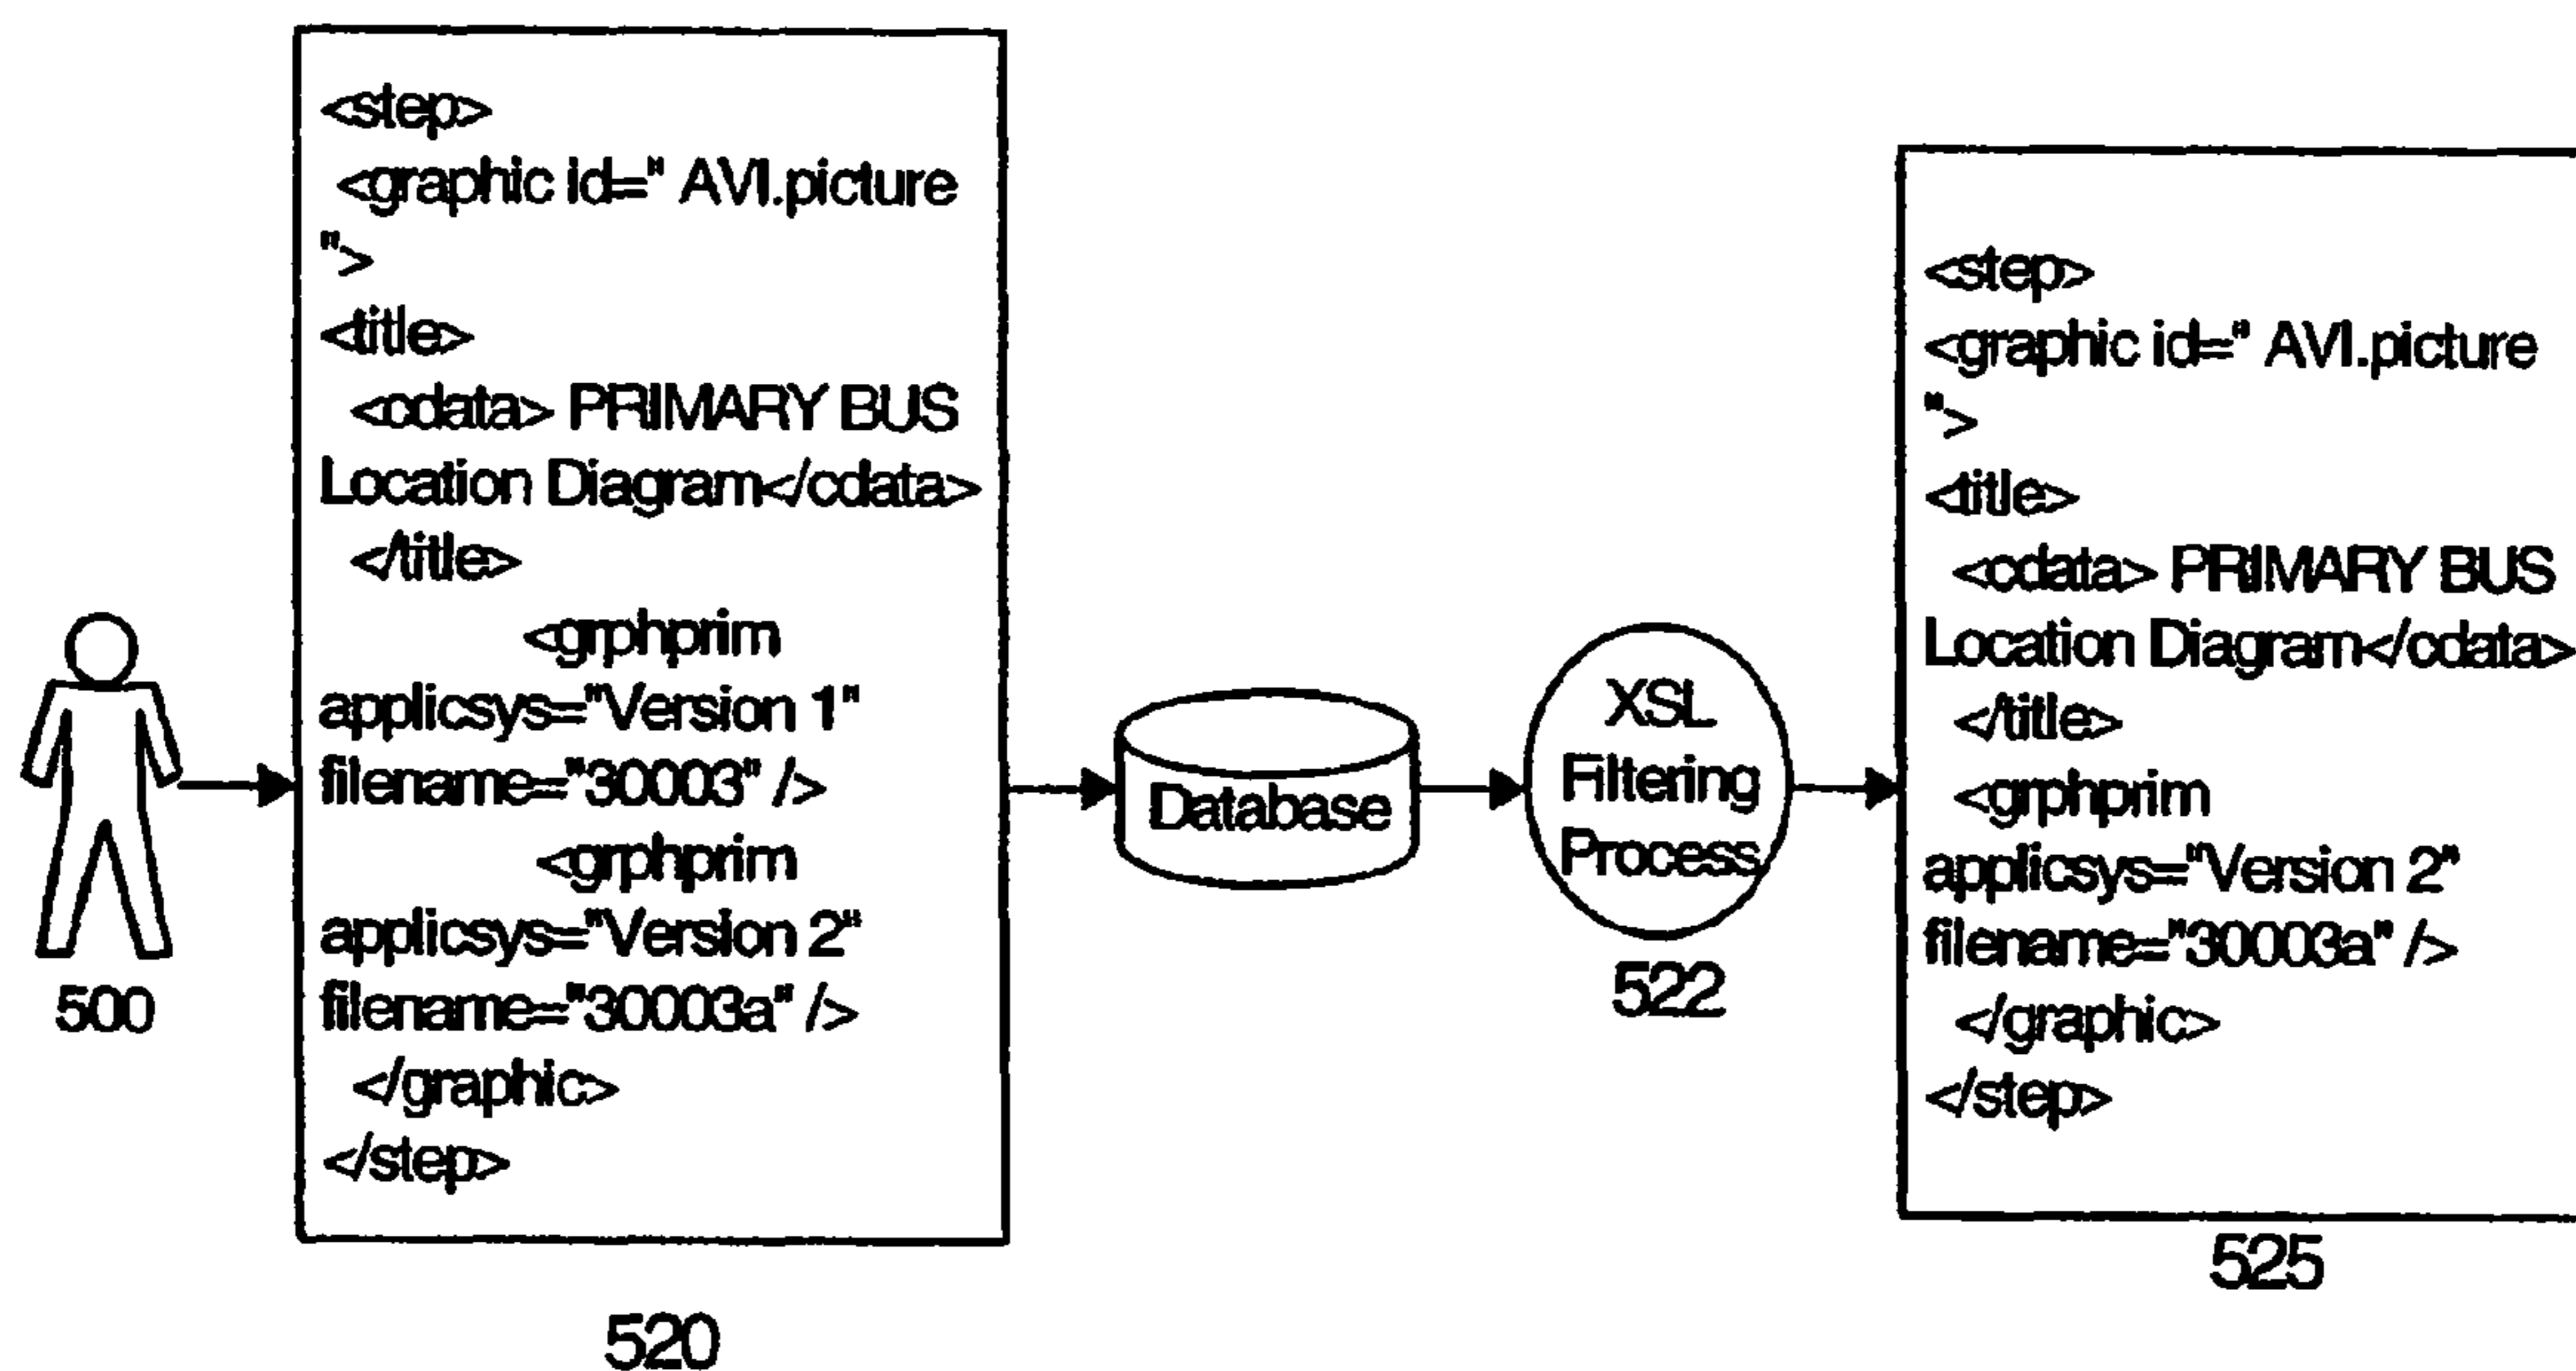 <step>
<graphic id=" AVI.picture
">
<title>
<cdata> PRIMARY BUS
Location Diagram</cdata>
</title>
<grphprim
applicsys="Version 1"
filename="30003" />
<grphprim
applicsys="Version 2"
filename="30003a" />
</graphic>
</step>
500
520
Database
XSL
Filtering
Process
522
<step>
<graphic id=" AVI.picture
">
<title>
<cdata> PRIMARY BUS
Location Diagram</cdata>
</title>
<grphprim
applicsys="Version 2"
filename="30003a" />
</graphic>
</step>
525